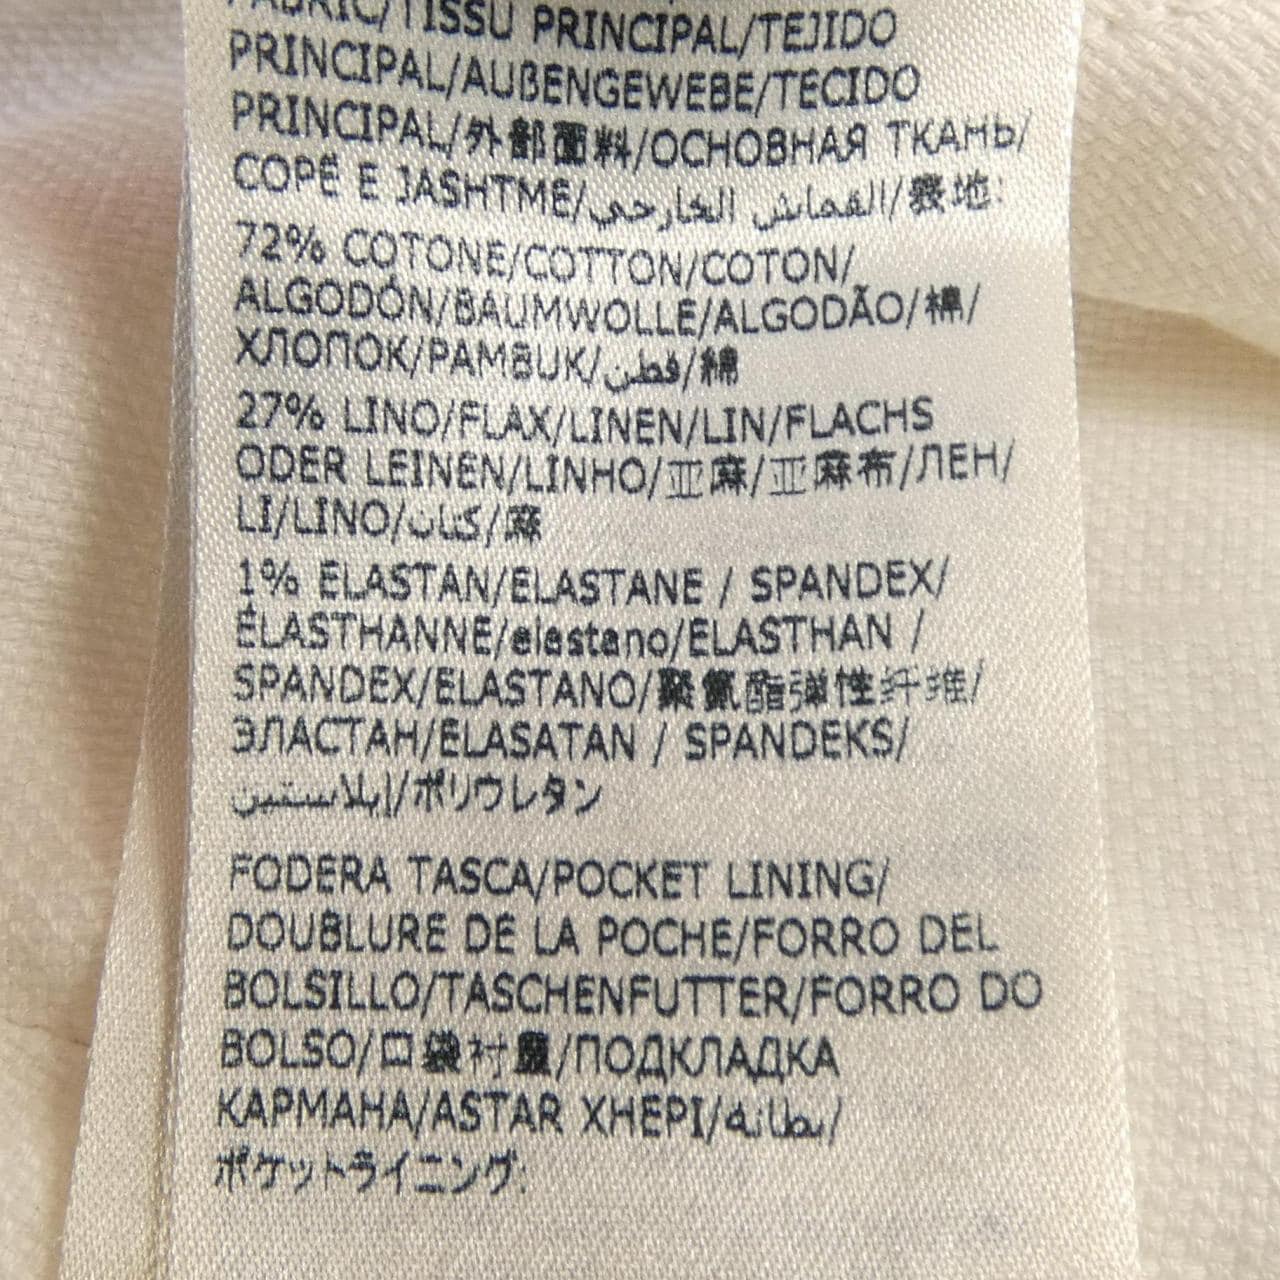 FABRIC/TISSU PRINCIPAL/TEJIDO
PRINCIPAL/AUßENGEWEBE/TECIDO
PRINCIPAL/外部面料/ОСНОВНАЯ ТКАНЬ/
COPË E JASHTME/القماش الخارجي/表地:
72% COTONE/COTTON/COTON/
ALGODÓN/BAUMWOLLE/ALGODÃO/棉/
ХЛОПОК/PAMBUK/قطن/綿
27% LINO/FLAX/LINEN/LIN/FLACHS
ODER LEINEN/LINHO/亚麻/亚麻布/ЛЕН/
LI/LINO/كتان/麻
1% ELASTAN/ELASTANE / SPANDEX/
ÉLASTHANNE/elastano/ELASTHAN /
SPANDEX/ELASTANO/聚氨酯弹性纤维/
ЭЛАСТАН/ELASATAN / SPANDEKS/
إيلاستين/ポリウレタン
FODERA TASCA/POCKET LINING/
DOUBLURE DE LA POCHE/FORRO DEL
BOLSILLO/TASCHENFUTTER/FORRO DO
BOLSO/口袋衬里/ПОДКЛАДКА
КАРМАНА/ASTAR XHEPI/بطانة/
ポケットライニング: